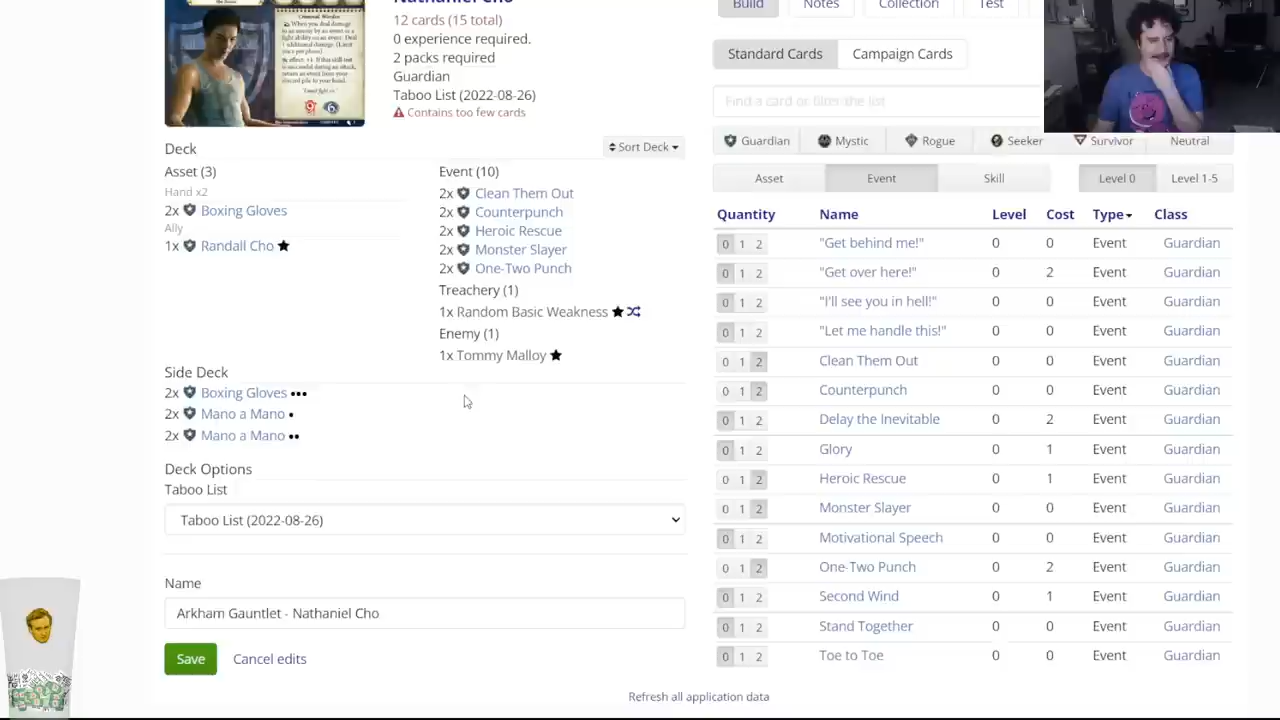 Nathaniel Cho
12 cards (15 total)
0 experience required.
2 packs required
Guardian
Taboo List (2022-08-26)
Contains too few cards
Deck
Sort Deck
Asset (3)
Hand x2
2x Boxing Gloves
Ally
1x Randall Cho
Event (10)
2x Clean Them Out
2x Counterpunch
2x Heroic Rescue
2x Monster Slayer
2x One-Two Punch
Treachery (1)
1x Random Basic Weakness
Enemy (1)
1x Tommy Malloy
Side Deck
2x Boxing Gloves
2x Mano a Mano
2x Mano a Mano
Deck Options
Taboo List
Taboo List (2022-08-26)
Name
Arkham Gauntlet - Nathaniel Cho
Save Cancel edits
Build Notes Collection Test
Campaign Cards
Find a card or filter the list
Guardian Mystic Rogue Seeker Survivor Neutral
Asset Event Skill Level 0 Level 1-5
Quantity Name Level Cost Type Class
0 1 2 "Get behind me!" 0 0 Event Guardian
0 1 2 "Get over here!" 0 2 Event Guardian
0 1 2 "I'll see you in hell!" 0 0 Event Guardian
0 1 2 "Let me handle this!" 0 0 Event Guardian
0 1 2 Clean Them Out 0 0 Event Guardian
0 1 2 Counterpunch 0 0 Event Guardian
0 1 2 Delay the Inevitable 0 2 Event Guardian
0 1 2 Glory 0 1 Event Guardian
0 1 2 Heroic Rescue 0 1 Event Guardian
0 1 2 Monster Slayer 0 0 Event Guardian
0 1 2 Motivational Speech 0 0 Event Guardian
0 1 2 One-Two Punch 0 2 Event Guardian
0 1 2 Second Wind 0 1 Event Guardian
0 1 2 Stand Together 0 0 Event Guardian
0 1 2 Toe to Toe 0 0 Event Guardian
Refresh all application data